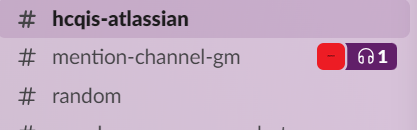 # hcqis-atlassian
# mention-channel-gm 1
# random